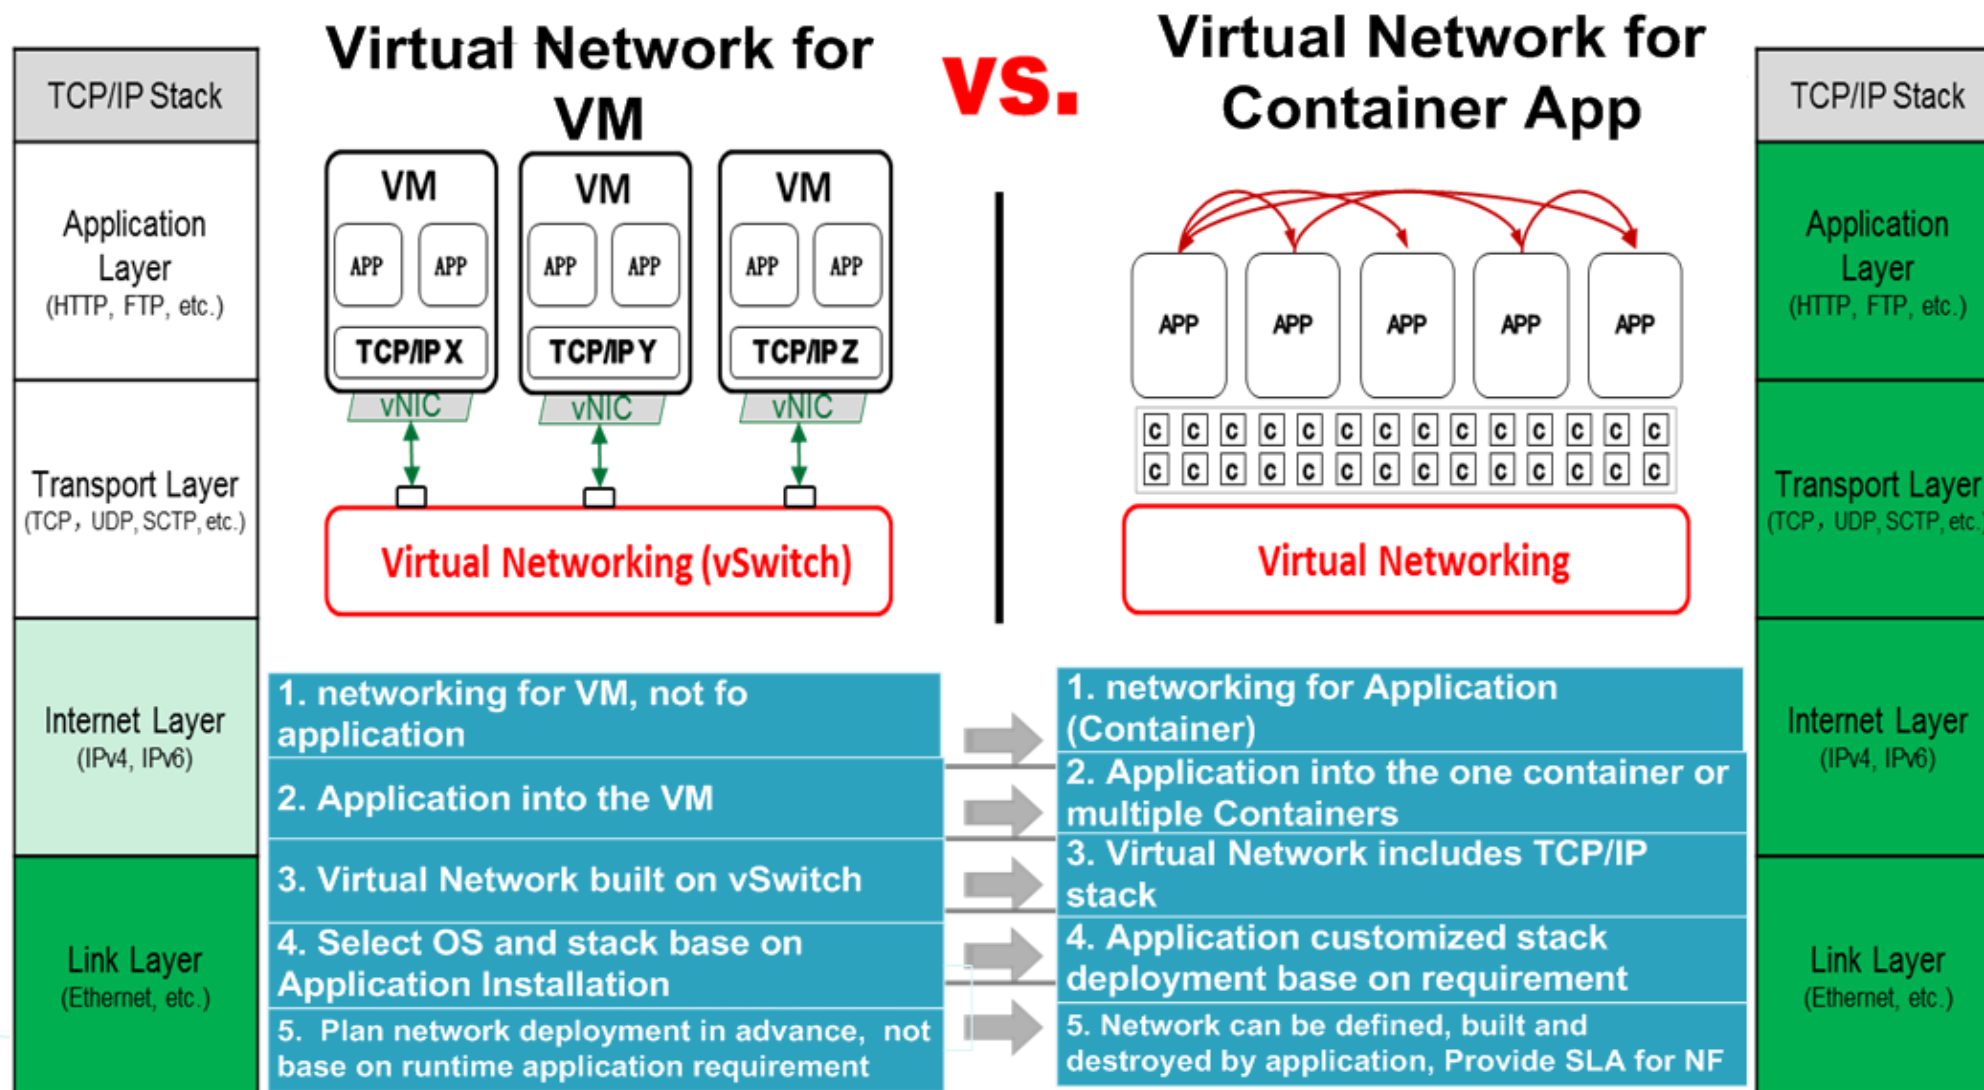 Virtual Network for
VM
vs.
Virtual Network for
Container App
TCP/IP Stack
Application
Layer
(HTTP, FTP, etc.)
Transport Layer
(TCP，UDP, SCTP, etc.)
Internet Layer
(IPv4, IPv6)
Link Layer
(Ethernet, etc.)
VM
VM
VM
APP
APP
APP
APP
APP
APP
TCP/IP X
TCP/IP Y
TCP/IP Z
vNIC
vNIC
vNIC
Virtual Networking (vSwitch)
APP
APP
APP
APP
APP
C C C C C C C C C C C C C C
C C C C C C C C C C C C C C
Virtual Networking
TCP/IP Stack
Application
Layer
(HTTP, FTP, etc.)
Transport Layer
(TCP，UDP, SCTP, etc.)
Internet Layer
(IPv4, IPv6)
Link Layer
(Ethernet, etc.)
1. networking for VM, not fo
application
2. Application into the VM
3. Virtual Network built on vSwitch
4. Select OS and stack base on
Application Installation
5. Plan network deployment in advance, not
base on runtime application requirement
1. networking for Application
(Container)
2. Application into the one container or
multiple Containers
3. Virtual Network includes TCP/IP
stack
4. Application customized stack
deployment base on requirement
5. Network can be defined, built and
destroyed by application, Provide SLA for NF